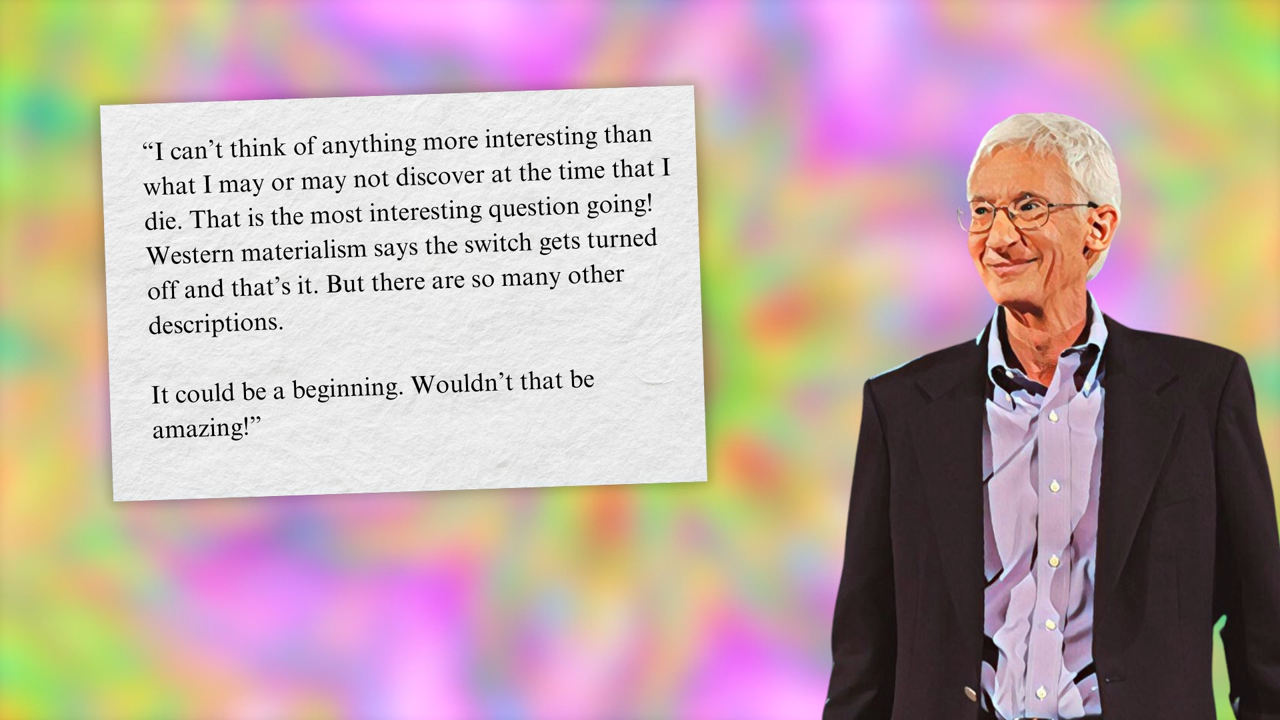 “I can’t think of anything more interesting than
what I may or may not discover at the time that I
die. That is the most interesting question going!
Western materialism says the switch gets turned
off and that’s it. But there are so many other
descriptions.
It could be a beginning. Wouldn’t that be
amazing!”